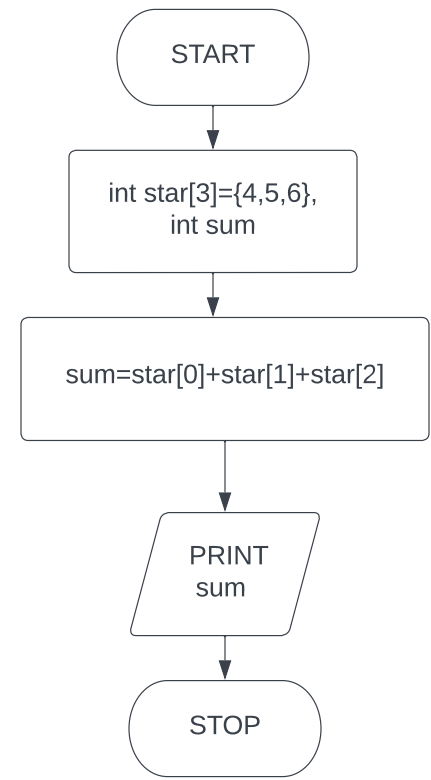 START
int star[3]={4,5,6},
int sum
sum=star[0]+star[1]+star[2]
PRINT
sum
STOP